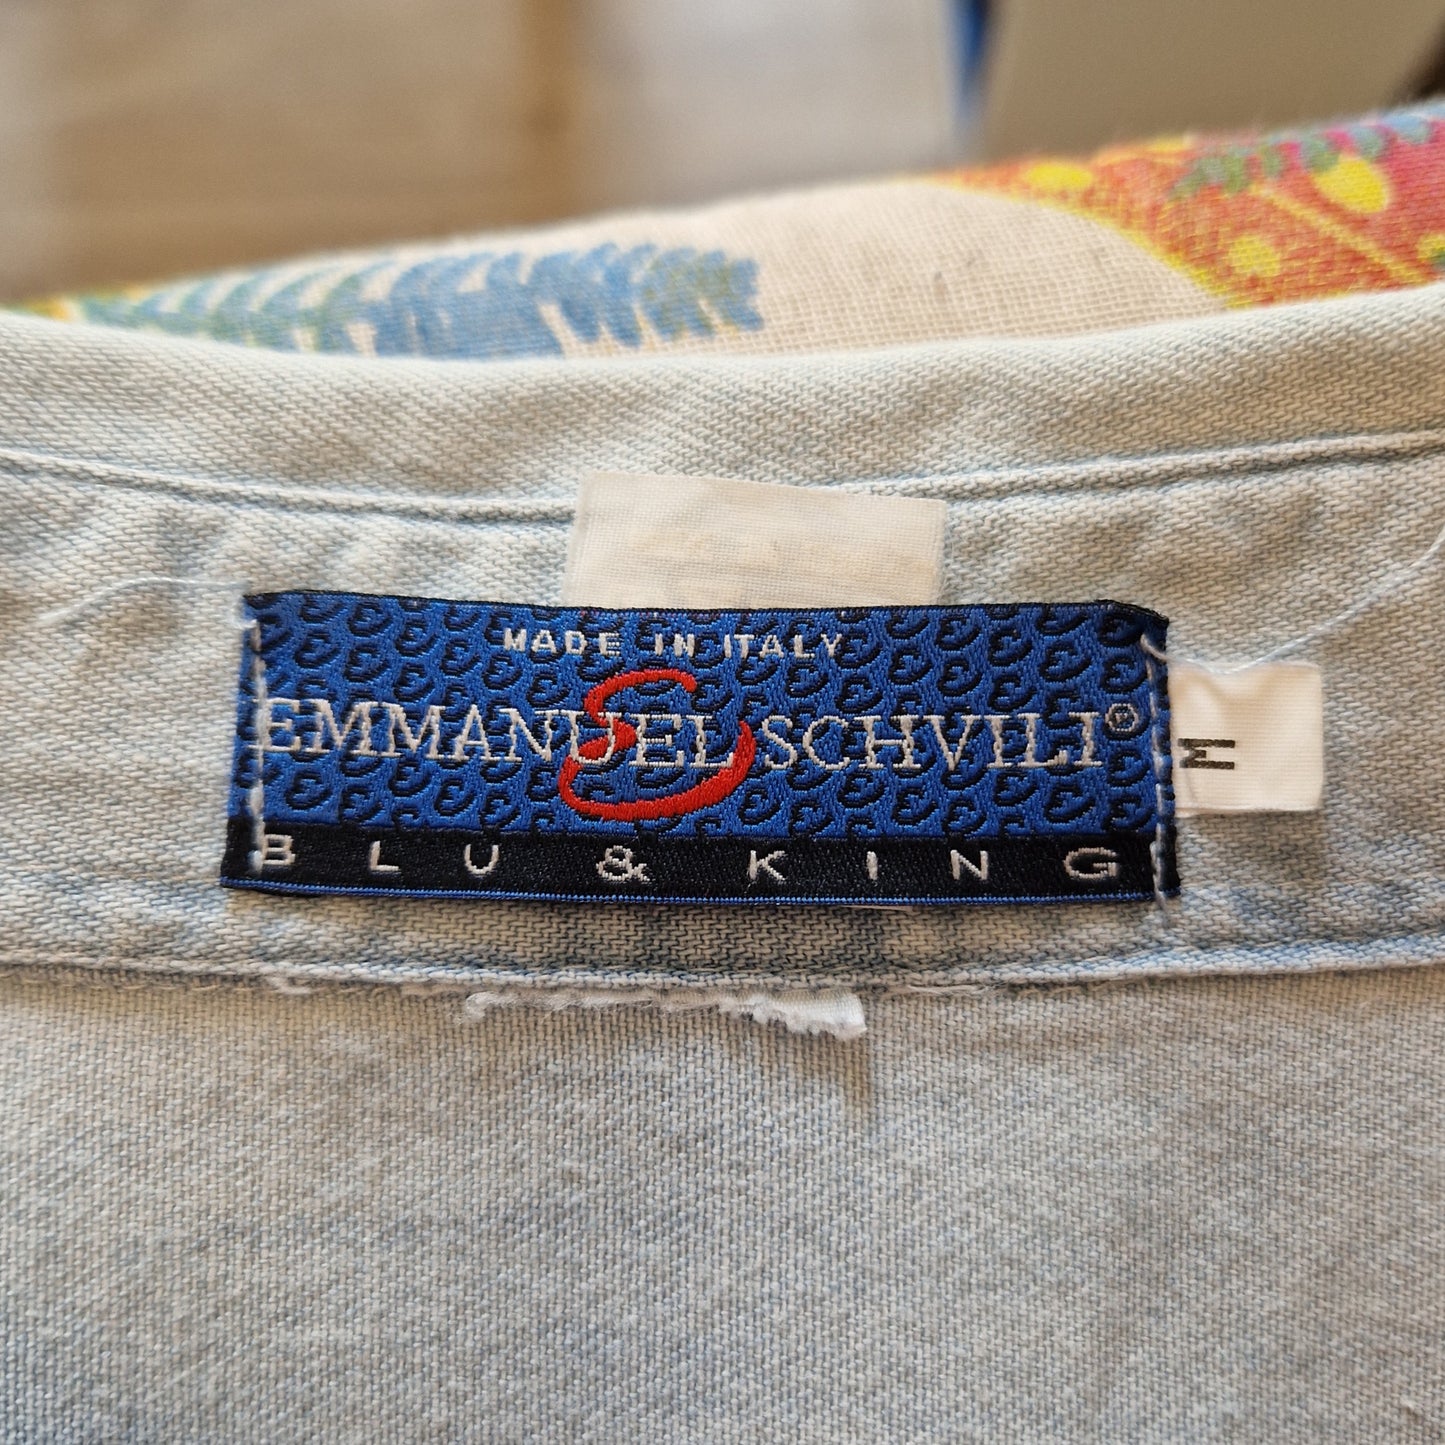 MADE IN ITALY
EMMANUEL SCHVILI®
BLU & KING
M